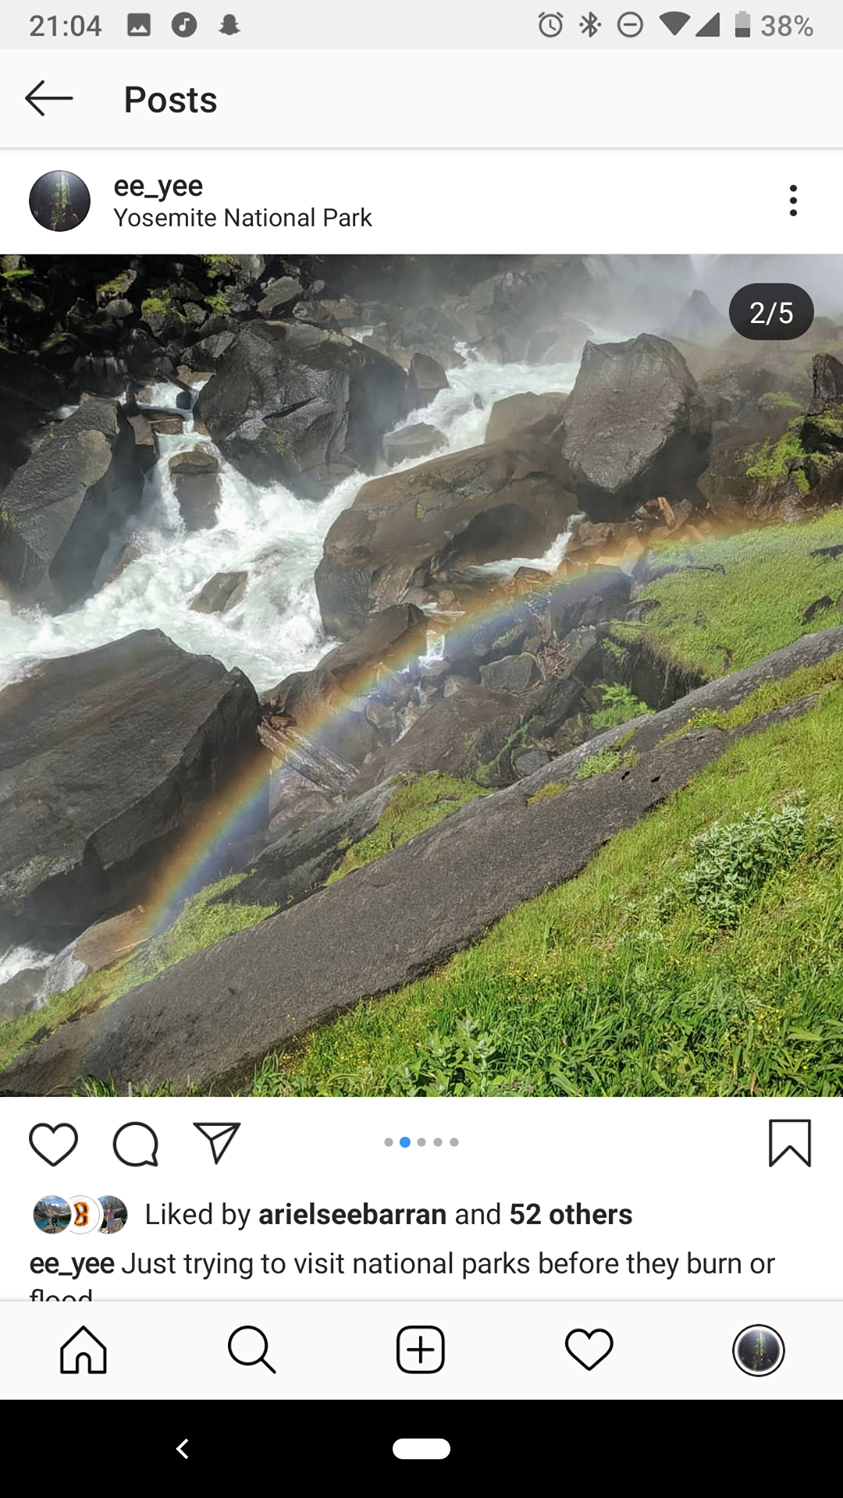 21:04 38%
Posts
ee_yee
Yosemite National Park
2/5
Liked by arielseebarran and 52 others
ee_yee Just trying to visit national parks before they burn or
flood